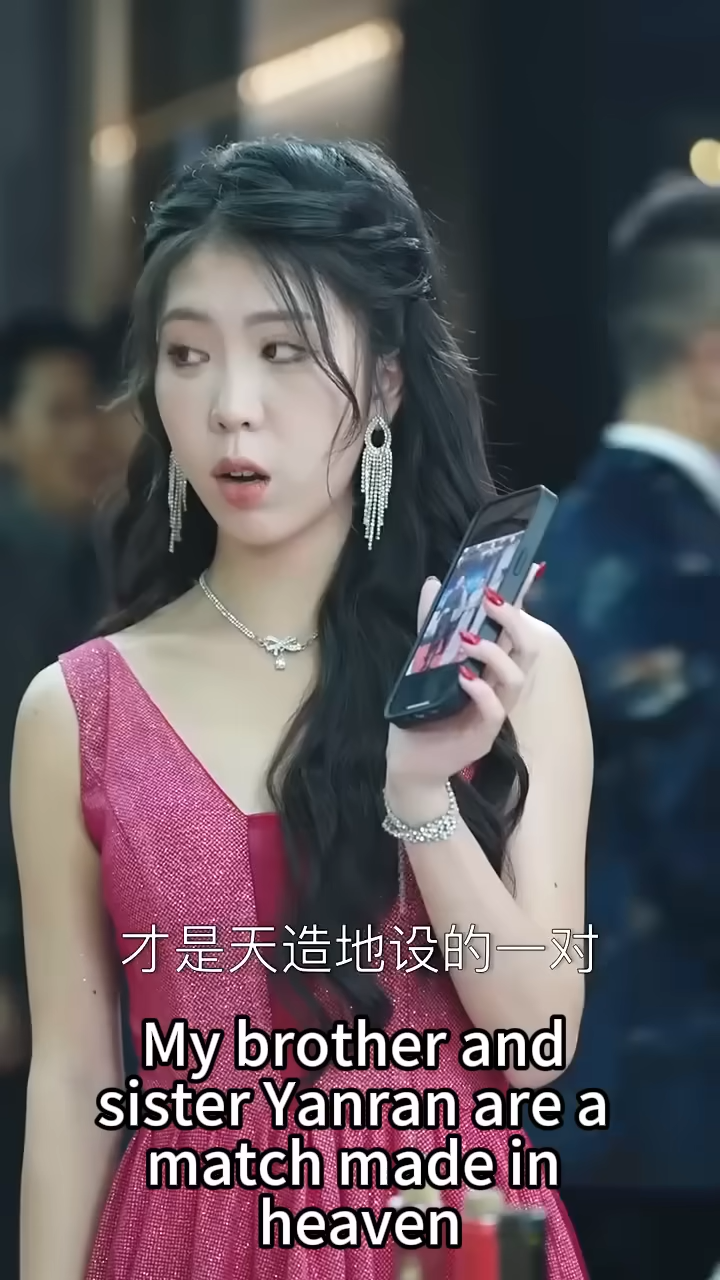 才是天造地设的一对
My brother and
sister Yanran are a
match made in
heaven